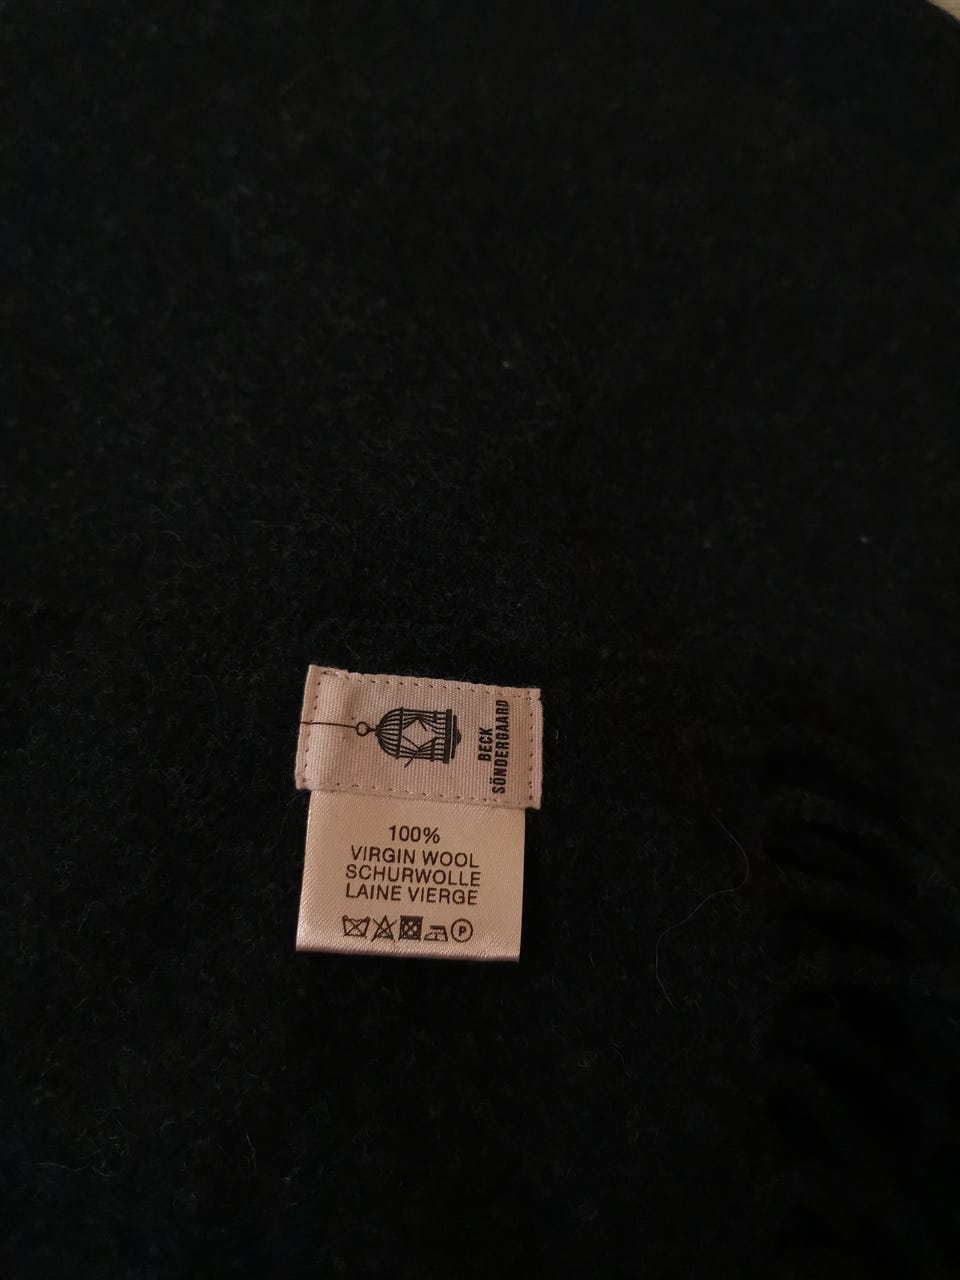 BECK
SÖNDERGAARD
100%
VIRGIN WOOL
SCHURWOLLE
LAINE VIERGE
P